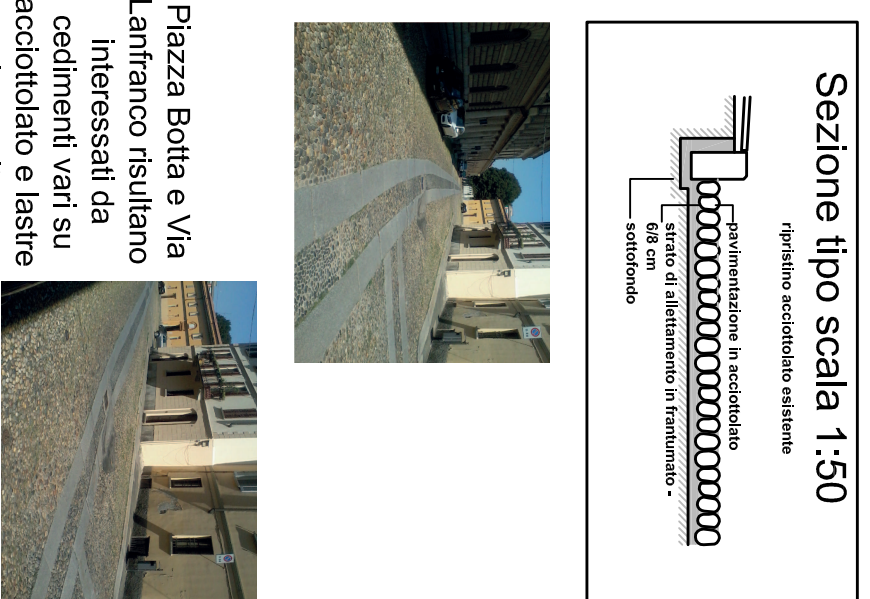 Sezione tipo scala 1:50
ripristino acciottolato esistente
pavimentazione in acciottolato
strato di allettamento in frantumato -
6/8 cm
sottofondo
Piazza Botta e Via
Lanfranco risultano
interessati da
cedimenti vari su
acciottolato e lastre